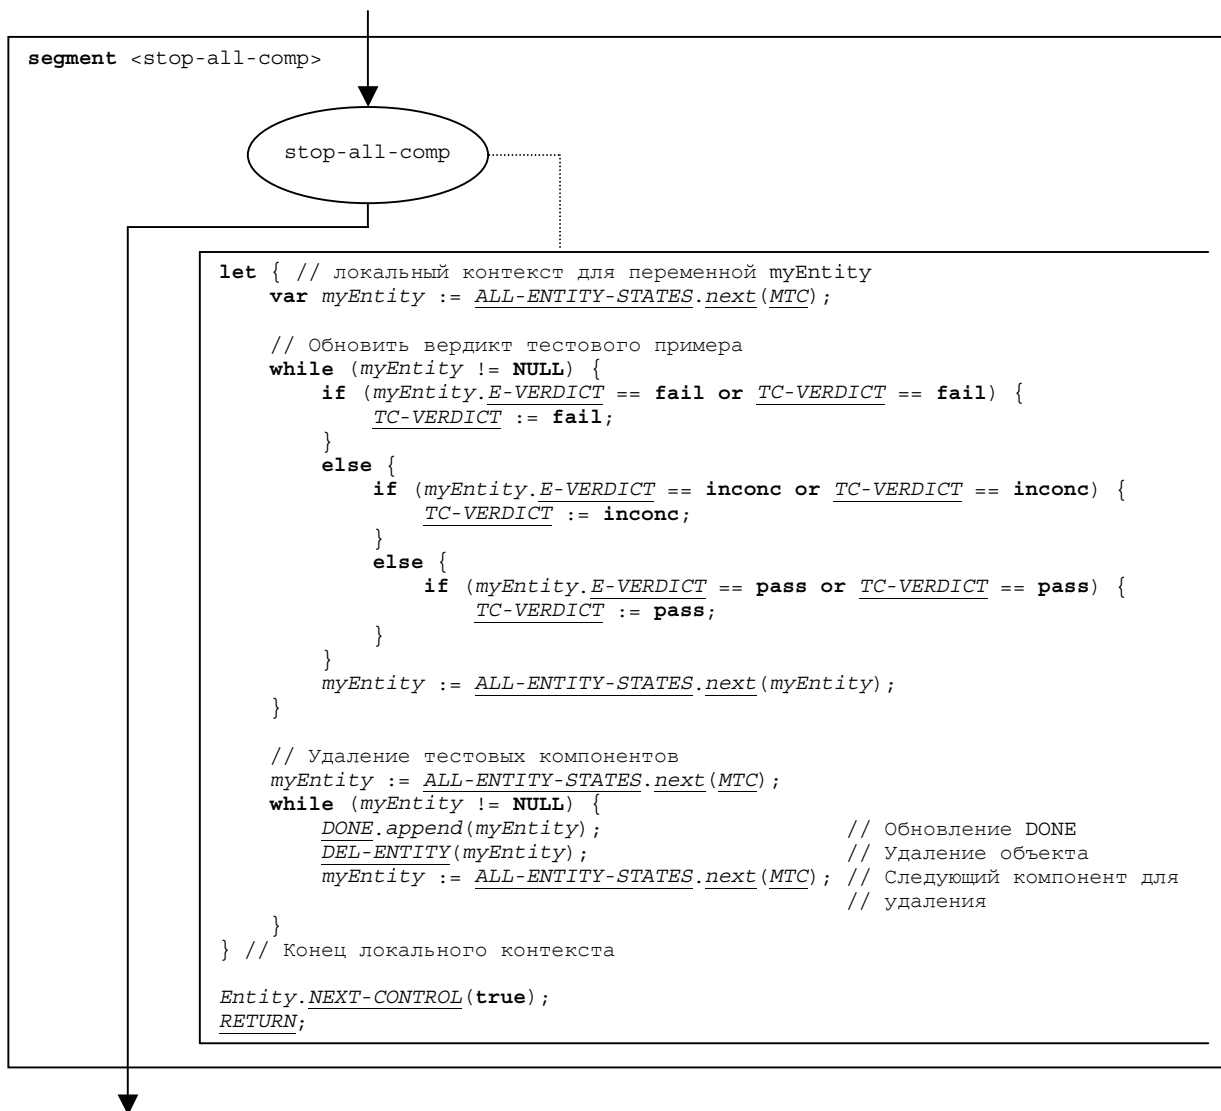 segment <stop-all-comp>
stop-all-comp
let { // локальный контекст для переменной myEntity
var myEntity := ALL-ENTITY-STATES.next(MTC);
// Обновить вердикт тестового примера
while (myEntity != NULL) {
if (myEntity.E-VERDICT == fail or TC-VERDICT == fail) {
TC-VERDICT := fail;
}
else {
if (myEntity.E-VERDICT == inconc or TC-VERDICT == inconc) {
TC-VERDICT := inconc;
}
else {
if (myEntity.E-VERDICT == pass or TC-VERDICT == pass) {
TC-VERDICT := pass;
}
}
myEntity := ALL-ENTITY-STATES.next(myEntity);
}
// Удаление тестовых компонентов
myEntity := ALL-ENTITY-STATES.next(MTC);
while (myEntity != NULL) {
DONE.append(myEntity); // Обновление DONE
DEL-ENTITY(myEntity); // Удаление объекта
myEntity := ALL-ENTITY-STATES.next(MTC); // Следующий компонент для
// удаления
}
} // Конец локального контекста
Entity.NEXT-CONTROL(true);
RETURN;